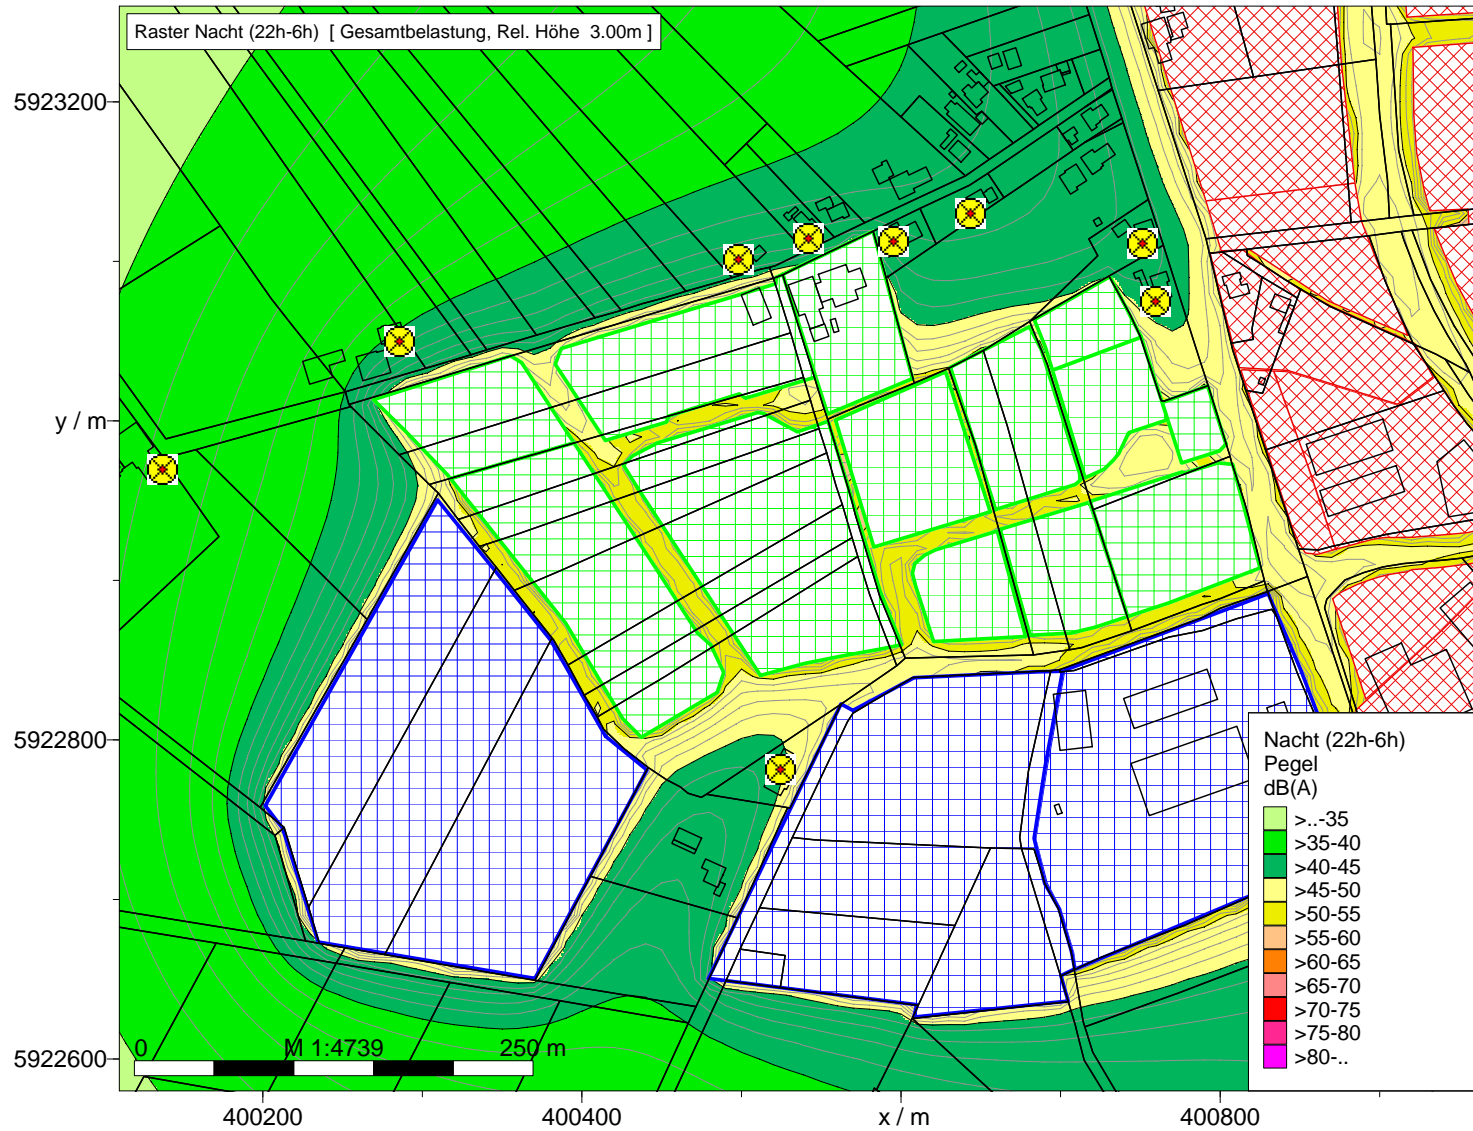 Raster Nacht (22h-6h) [ Gesamtbelastung, Rel. Höhe 3.00m ]
5923200
y / m
5922800
5922600
0 M 1:4739 250 m
400200 400400 x / m 400800
Nacht (22h-6h)
Pegel
dB(A)
>..-35
>35-40
>40-45
>45-50
>50-55
>55-60
>60-65
>65-70
>70-75
>75-80
>80-..